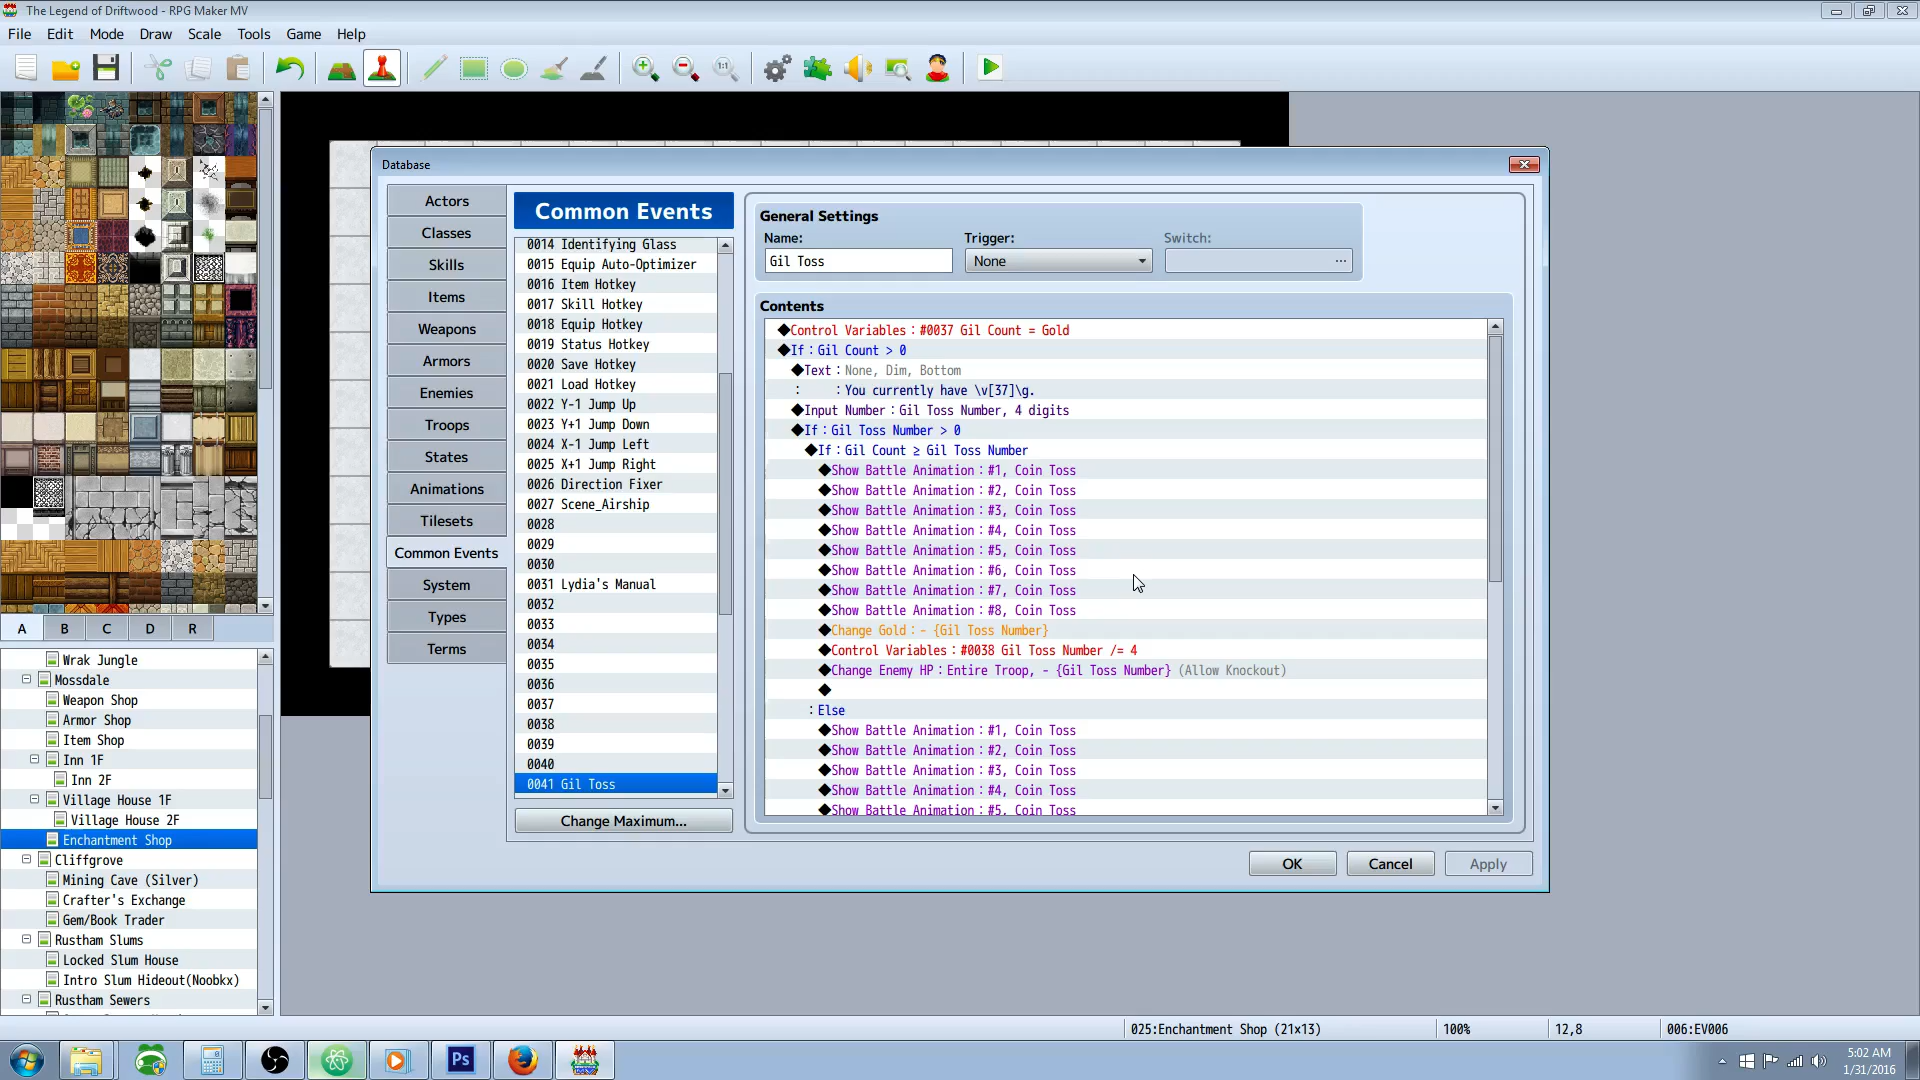 The Legend of Driftwood - RPG Maker MV
File Edit Mode Draw Scale Tools Game Help
1:1
Database
Actors
Classes
Skills
Items
Weapons
Armors
Enemies
Troops
States
Animations
Tilesets
Common Events
System
Types
Terms
Common Events
0014 Identifying Glass
0015 Equip Auto-Optimizer
0016 Item Hotkey
0017 Skill Hotkey
0018 Equip Hotkey
0019 Status Hotkey
0020 Save Hotkey
0021 Load Hotkey
0022 Y-1 Jump Up
0023 Y+1 Jump Down
0024 X-1 Jump Left
0025 X+1 Jump Right
0026 Direction Fixer
0027 Scene_Airship
0028
0029
0030
0031 Lydia's Manual
0032
0033
0034
0035
0036
0037
0038
0039
0040
0041 Gil Toss
Change Maximum...
General Settings
Name: Trigger: Switch:
Gil Toss None ...
Contents
◆Control Variables : #0037 Gil Count = Gold
◆If : Gil Count > 0
◆Text : None, Dim, Bottom
: : You currently have \v[37]\g.
◆Input Number : Gil Toss Number, 4 digits
◆If : Gil Toss Number > 0
◆If : Gil Count ≥ Gil Toss Number
◆Show Battle Animation : #1, Coin Toss
◆Show Battle Animation : #2, Coin Toss
◆Show Battle Animation : #3, Coin Toss
◆Show Battle Animation : #4, Coin Toss
◆Show Battle Animation : #5, Coin Toss
◆Show Battle Animation : #6, Coin Toss
◆Show Battle Animation : #7, Coin Toss
◆Show Battle Animation : #8, Coin Toss
◆Change Gold : - {Gil Toss Number}
◆Control Variables : #0038 Gil Toss Number /= 4
◆Change Enemy HP : Entire Troop, - {Gil Toss Number} (Allow Knockout)
◆
: Else
◆Show Battle Animation : #1, Coin Toss
◆Show Battle Animation : #2, Coin Toss
◆Show Battle Animation : #3, Coin Toss
◆Show Battle Animation : #4, Coin Toss
◆Show Battle Animation : #5, Coin Toss
OK Cancel Apply
A B C D R
Wrak Jungle
Mossdale
Weapon Shop
Armor Shop
Item Shop
Inn 1F
Inn 2F
Village House 1F
Village House 2F
Enchantment Shop
Cliffgrove
Mining Cave (Silver)
Crafter's Exchange
Gem/Book Trader
Rustham Slums
Locked Slum House
Intro Slum Hideout(Noobkx)
Rustham Sewers
025:Enchantment Shop (21x13) 100% 12,8 006:EV006
Ps
5:02 AM
1/31/2016